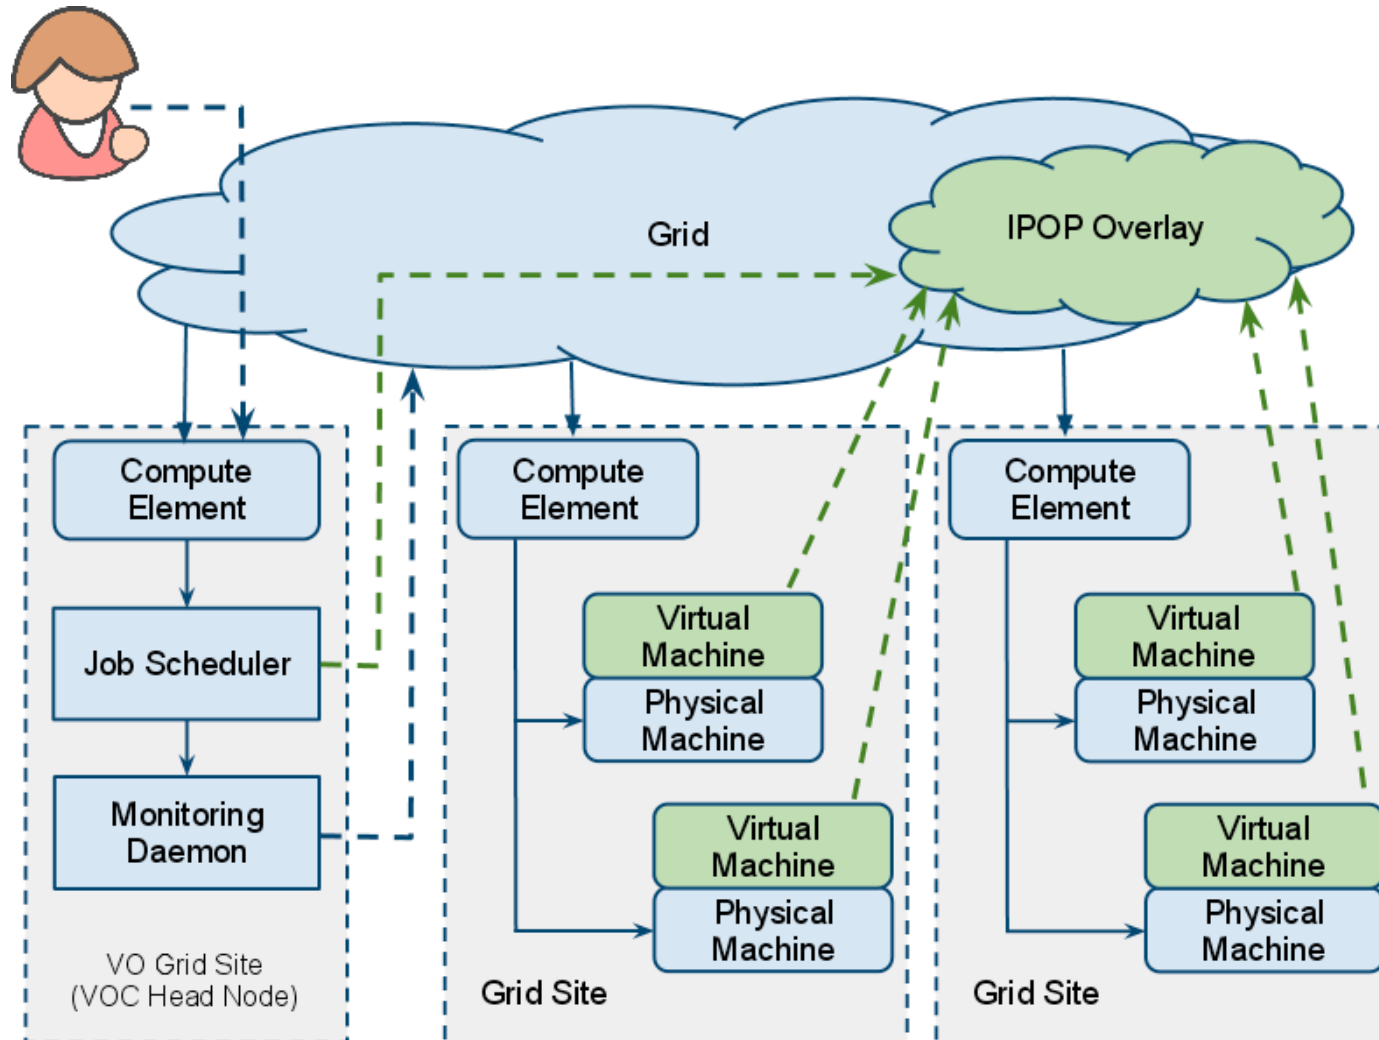 Grid
IPOP Overlay
Compute
Element
Job Scheduler
Monitoring
Daemon
VO Grid Site
(VOC Head Node)
Compute
Element
Virtual
Machine
Physical
Machine
Virtual
Machine
Physical
Machine
Grid Site
Compute
Element
Virtual
Machine
Physical
Machine
Virtual
Machine
Physical
Machine
Grid Site